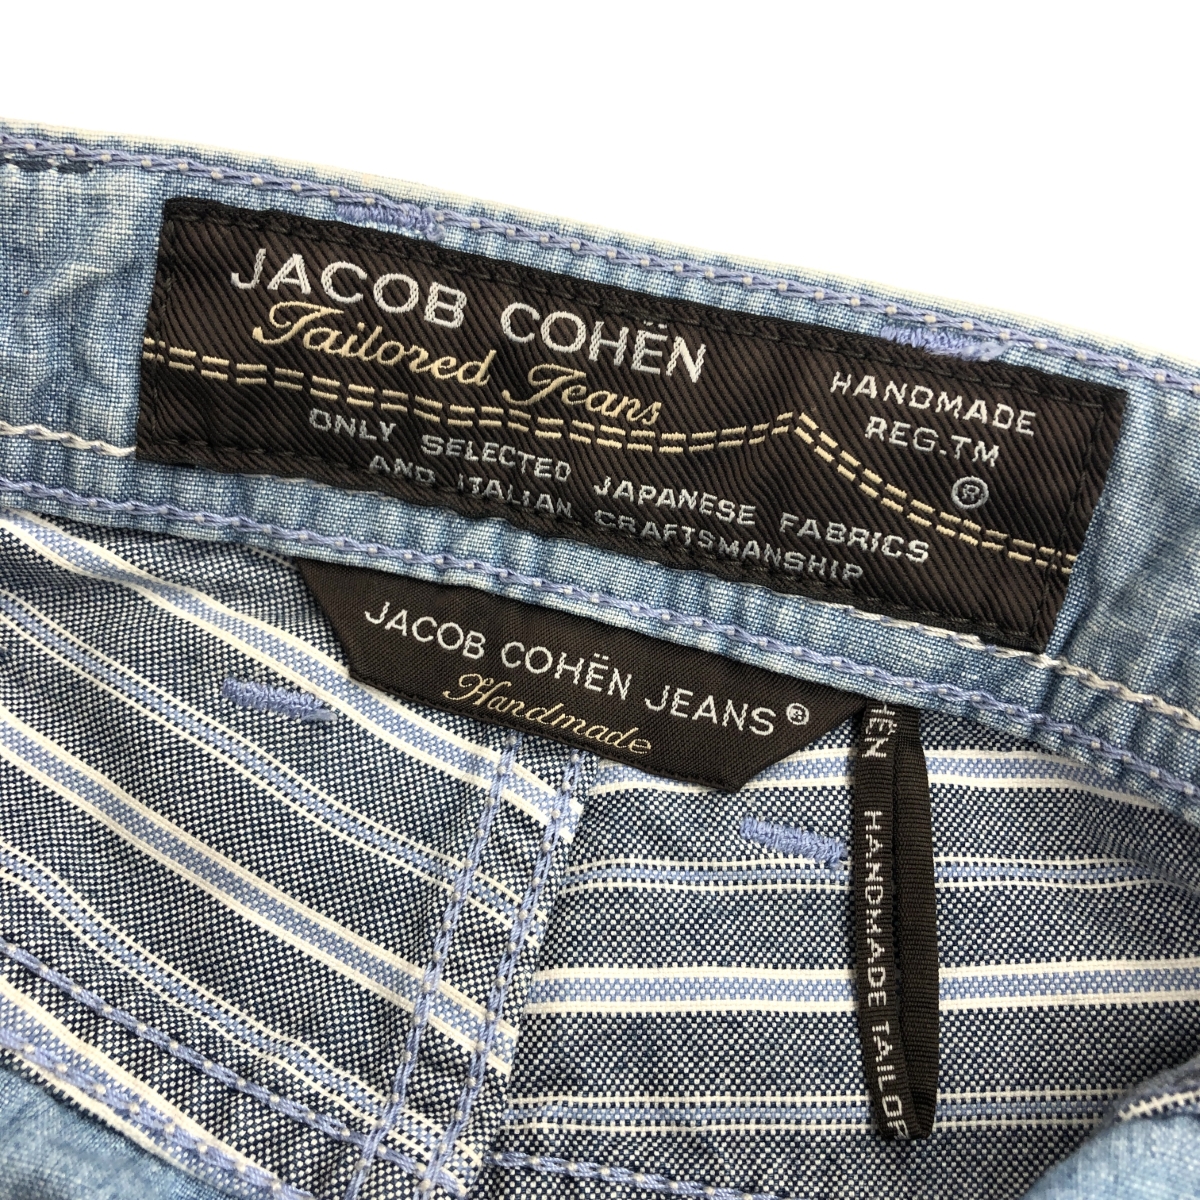 JACOB COHËN
Tailored Jeans
HANDMADE
REG.TM
®
ONLY SELECTED JAPANESE FABRICS
AND ITALIAN CRAFTSMANSHIP
JACOB COHËN JEANS®
Handmade
HËN HANDMADE TAILOR